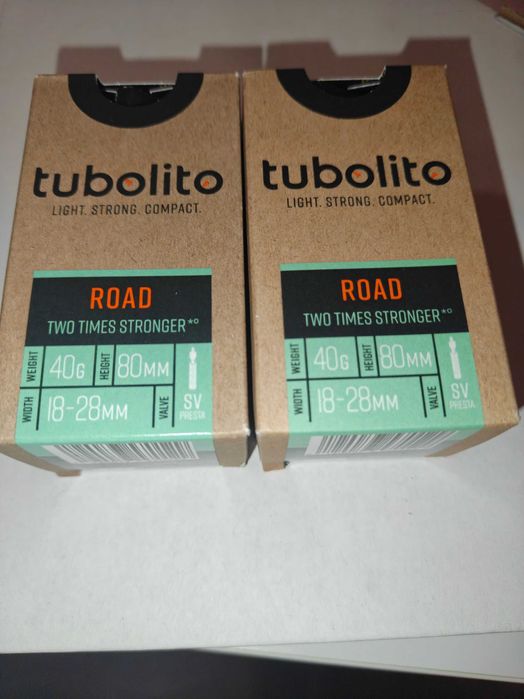 tubolito
LIGHT. STRONG. COMPACT.
ROAD
TWO TIMES STRONGER*°
WEIGHT 40G HEIGHT 80MM
WIDTH 18-28MM VALVE SV
PRESTA
tubolito
LIGHT. STRONG. COMPACT.
ROAD
TWO TIMES STRONGER*°
WEIGHT 40G HEIGHT 80MM
WIDTH 18-28MM VALVE SV
PRESTA